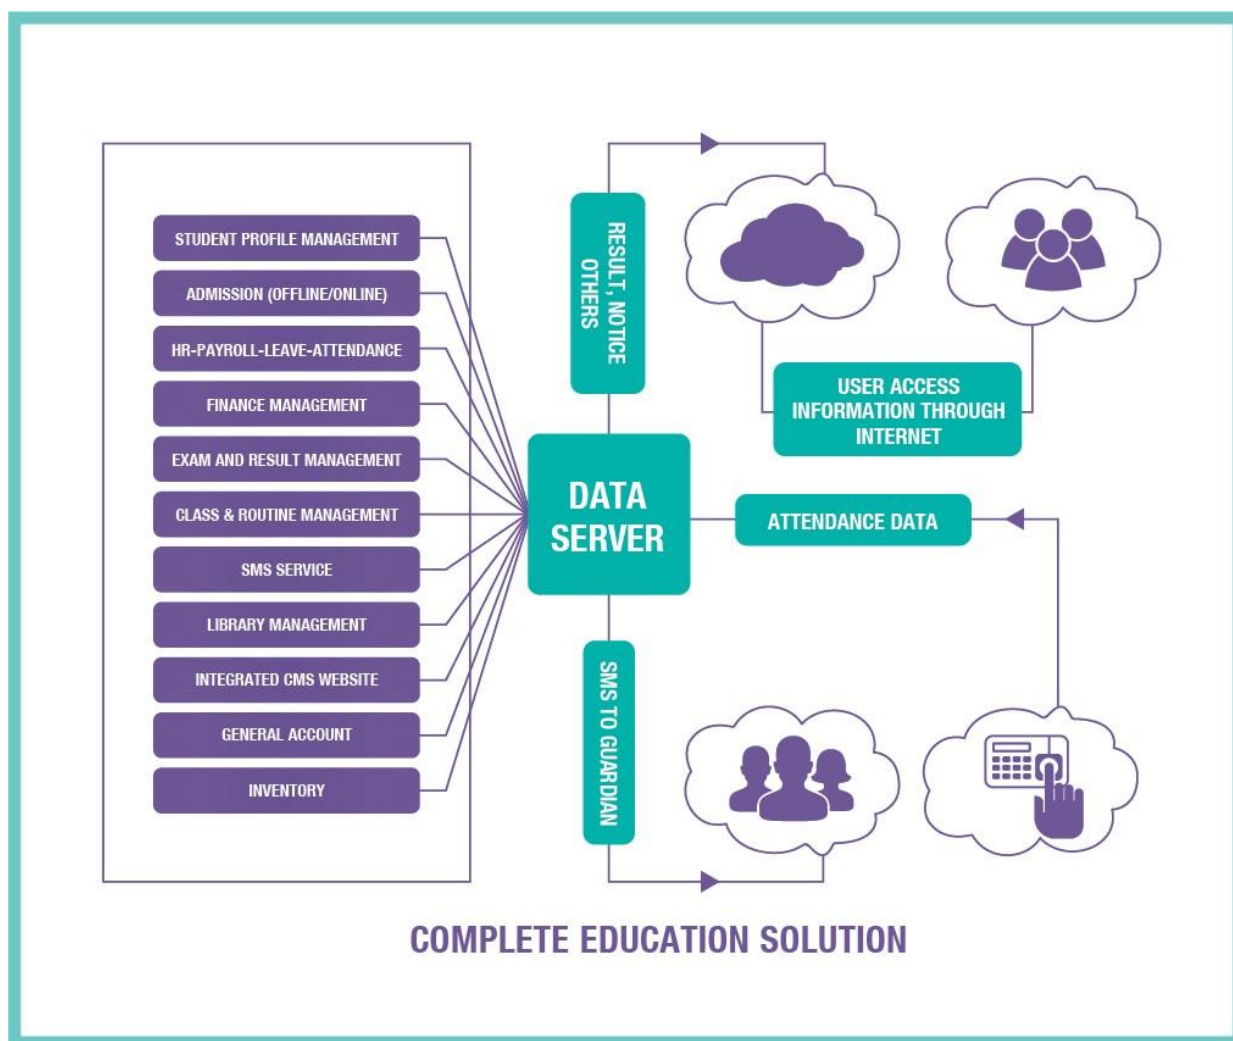 STUDENT PROFILE MANAGEMENT
ADMISSION (OFFLINE/ONLINE)
HR-PAYROLL-LEAVE-ATTENDANCE
FINANCE MANAGEMENT
EXAM AND RESULT MANAGEMENT
CLASS & ROUTINE MANAGEMENT
SMS SERVICE
LIBRARY MANAGEMENT
INTEGRATED CMS WEBSITE
GENERAL ACCOUNT
INVENTORY
RESULT, NOTICE
OTHERS
DATA
SERVER
SMS TO GUARDIAN
USER ACCESS
INFORMATION THROUGH
INTERNET
ATTENDANCE DATA
COMPLETE EDUCATION SOLUTION